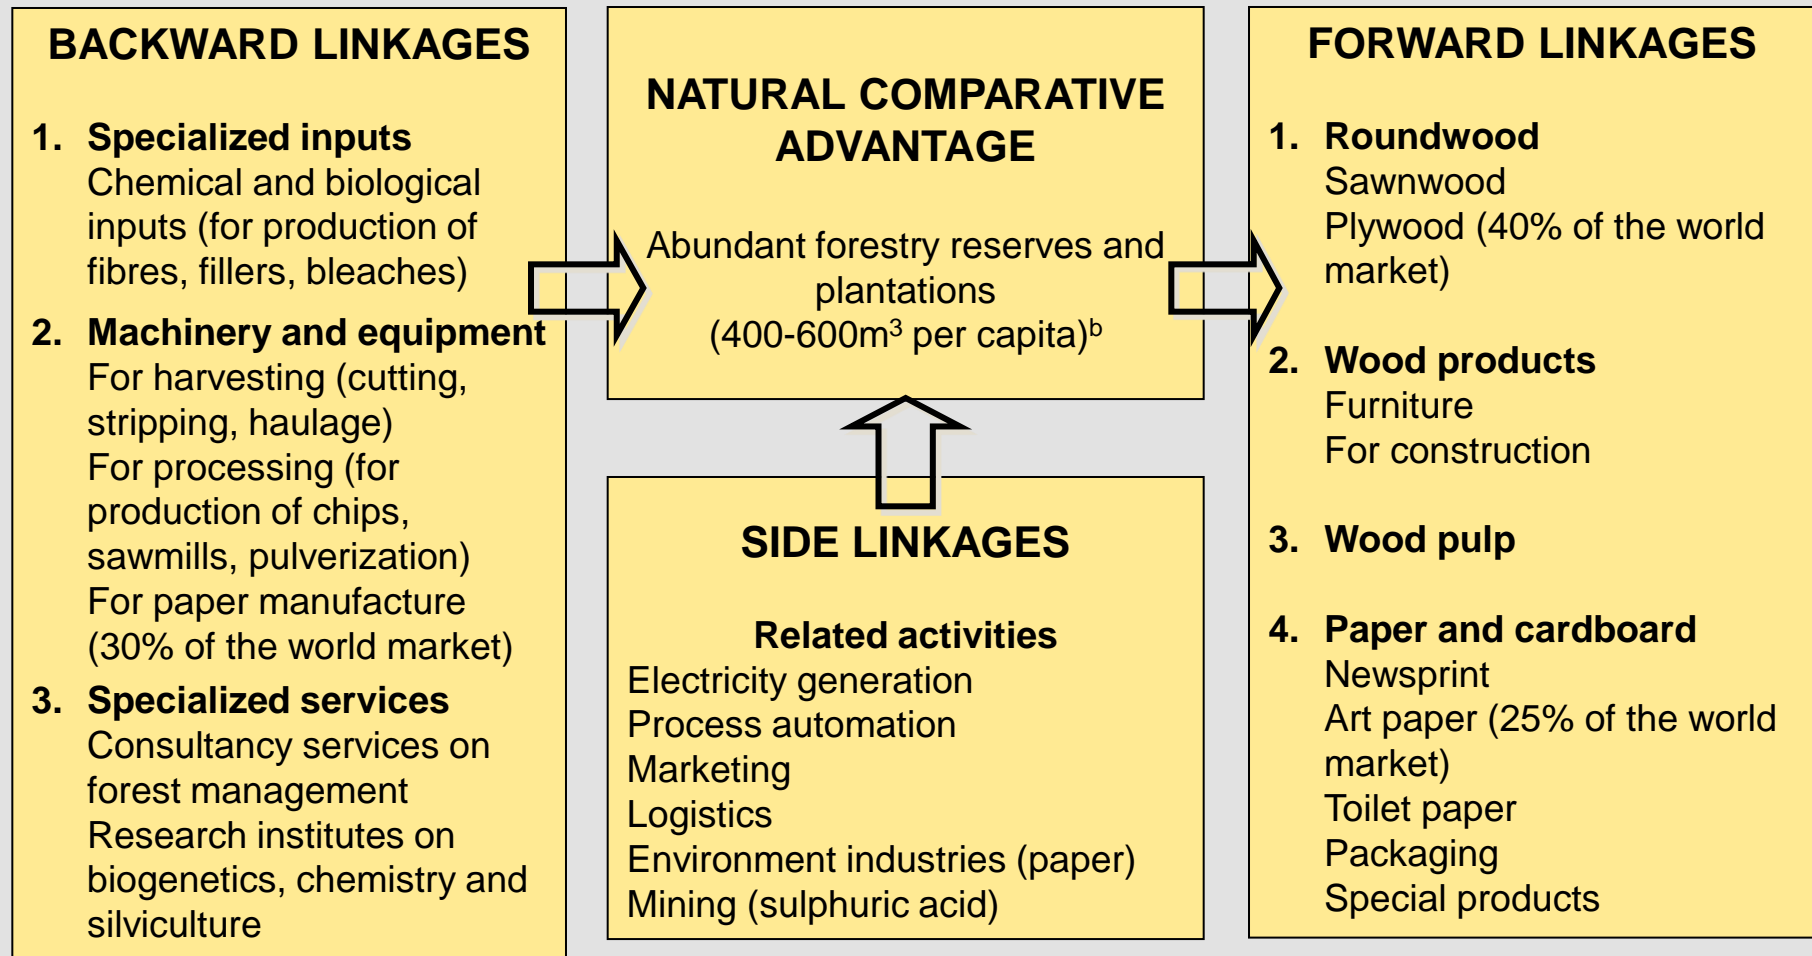 BACKWARD LINKAGES
1. Specialized inputs
Chemical and biological
inputs (for production of
fibres, fillers, bleaches)
2. Machinery and equipment
For harvesting (cutting,
stripping, haulage)
For processing (for
production of chips,
sawmills, pulverization)
For paper manufacture
(30% of the world market)
3. Specialized services
Consultancy services on
forest management
Research institutes on
biogenetics, chemistry and
silviculture
NATURAL COMPARATIVE
ADVANTAGE
Abundant forestry reserves and
plantations
(400-600m³ per capita)ᵇ
SIDE LINKAGES
Related activities
Electricity generation
Process automation
Marketing
Logistics
Environment industries (paper)
Mining (sulphuric acid)
FORWARD LINKAGES
1. Roundwood
Sawnwood
Plywood (40% of the world
market)
2. Wood products
Furniture
For construction
3. Wood pulp
4. Paper and cardboard
Newsprint
Art paper (25% of the world
market)
Toilet paper
Packaging
Special products